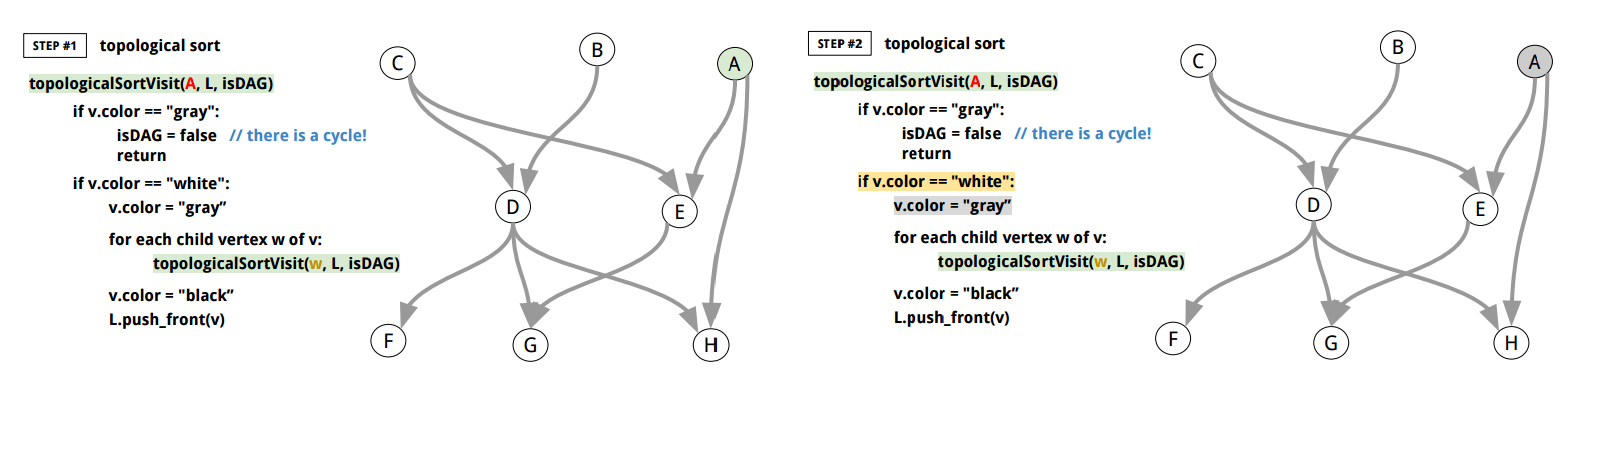 STEP #1 topological sort
topologicalSortVisit(A, L, isDAG)
if v.color == "gray":
isDAG = false // there is a cycle!
return
if v.color == "white":
v.color = "gray”
for each child vertex w of v:
topologicalSortVisit(w, L, isDAG)
v.color = "black”
L.push_front(v)
C
B
A
D
E
F
G
H
STEP #2 topological sort
topologicalSortVisit(A, L, isDAG)
if v.color == "gray":
isDAG = false // there is a cycle!
return
if v.color == "white":
v.color = "gray”
for each child vertex w of v:
topologicalSortVisit(w, L, isDAG)
v.color = "black”
L.push_front(v)
C
B
A
D
E
F
G
H